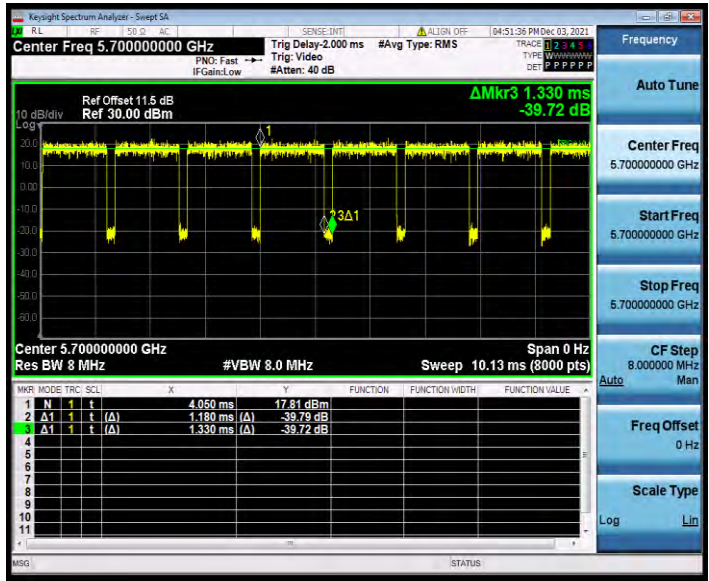 Keysight Spectrum Analyzer - Swept SA
RL RF 50 Ω AC SENSE:INT ALIGN OFF 04:51:36 PM Dec 03, 2021
Center Freq 5.700000000 GHz
PNO: Fast
IFGain:Low
Trig Delay-2.000 ms
Trig: Video
#Atten: 40 dB
#Avg Type: RMS
TRACE 1 2 3 4 5 6
TYPE WWWWWW
DET P P P P P P
Ref Offset 11.5 dB
10 dB/div Ref 30.00 dBm
Log
ΔMkr3 1.330 ms
-39.72 dB
20.0
10.0
0.00
-10.0
-20.0
-30.0
-40.0
-50.0
1
2 3Δ1
Center 5.700000000 GHz Span 0 Hz
Res BW 8 MHz #VBW 8.0 MHz Sweep 10.13 ms (8000 pts)
MKR MODE TRC SCL X Y FUNCTION FUNCTION WIDTH FUNCTION VALUE
1 N 1 t 4.050 ms 17.81 dBm
2 Δ1 1 t (Δ) 1.180 ms (Δ) -39.79 dB
3 Δ1 1 t (Δ) 1.330 ms (Δ) -39.72 dB
4
5
6
7
8
9
10
11
MSG STATUS
Frequency
Auto Tune
Center Freq
5.700000000 GHz
Start Freq
5.700000000 GHz
Stop Freq
5.700000000 GHz
CF Step
8.000000 MHz
Auto Man
Freq Offset
0 Hz
Scale Type
Log Lin